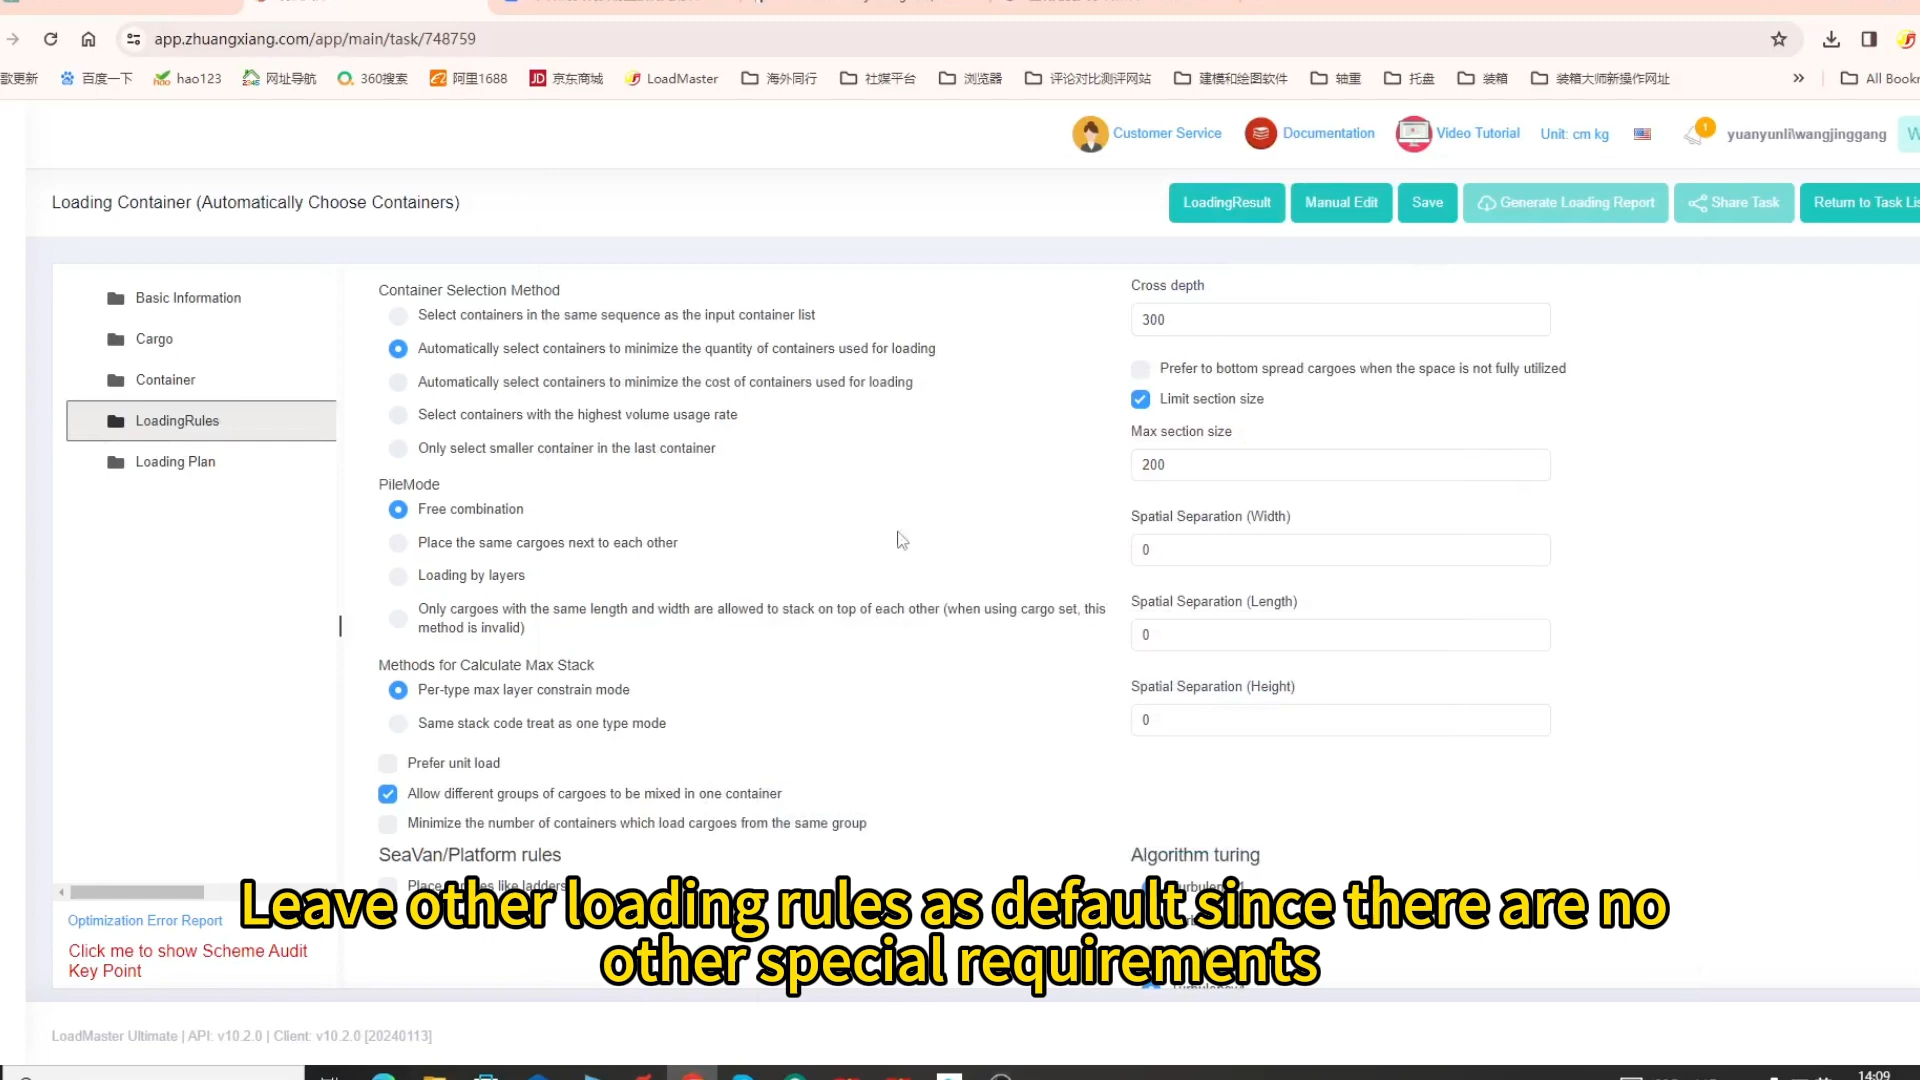 app.zhuangxiang.com/app/main/task/748759
歌更新 百度一下 hao123 网址导航 360搜索 阿里1688 京东商城 LoadMaster 海外同行 社媒平台 浏览器 评论对比测评网站 建模和绘图软件 轴重 托盘 装箱 装箱大师新操作网址 » All Bookr
Customer Service Documentation Video Tutorial Unit: cm kg 1 yuanyunli\wangjinggang W
Loading Container (Automatically Choose Containers)
LoadingResult Manual Edit Save Generate Loading Report Share Task Return to Task Lis
Basic Information
Cargo
Container
LoadingRules
Loading Plan
Container Selection Method
Select containers in the same sequence as the input container list
Automatically select containers to minimize the quantity of containers used for loading
Automatically select containers to minimize the cost of containers used for loading
Select containers with the highest volume usage rate
Only select smaller container in the last container
PileMode
Free combination
Place the same cargoes next to each other
Loading by layers
Only cargoes with the same length and width are allowed to stack on top of each other (when using cargo set, this
method is invalid)
Methods for Calculate Max Stack
Per-type max layer constrain mode
Same stack code treat as one type mode
Prefer unit load
Allow different groups of cargoes to be mixed in one container
Minimize the number of containers which load cargoes from the same group
SeaVan/Platform rules
Cross depth
300
Prefer to bottom spread cargoes when the space is not fully utilized
Limit section size
Max section size
200
Spatial Separation (Width)
0
Spatial Separation (Length)
0
Spatial Separation (Height)
0
Algorithm turing
Optimization Error Report
Click me to show Scheme Audit
Key Point
Leave other loading rules as default since there are no
other special requirements
LoadMaster Ultimate | API: v10.2.0 | Client: v10.2.0 [20240113]
14:09